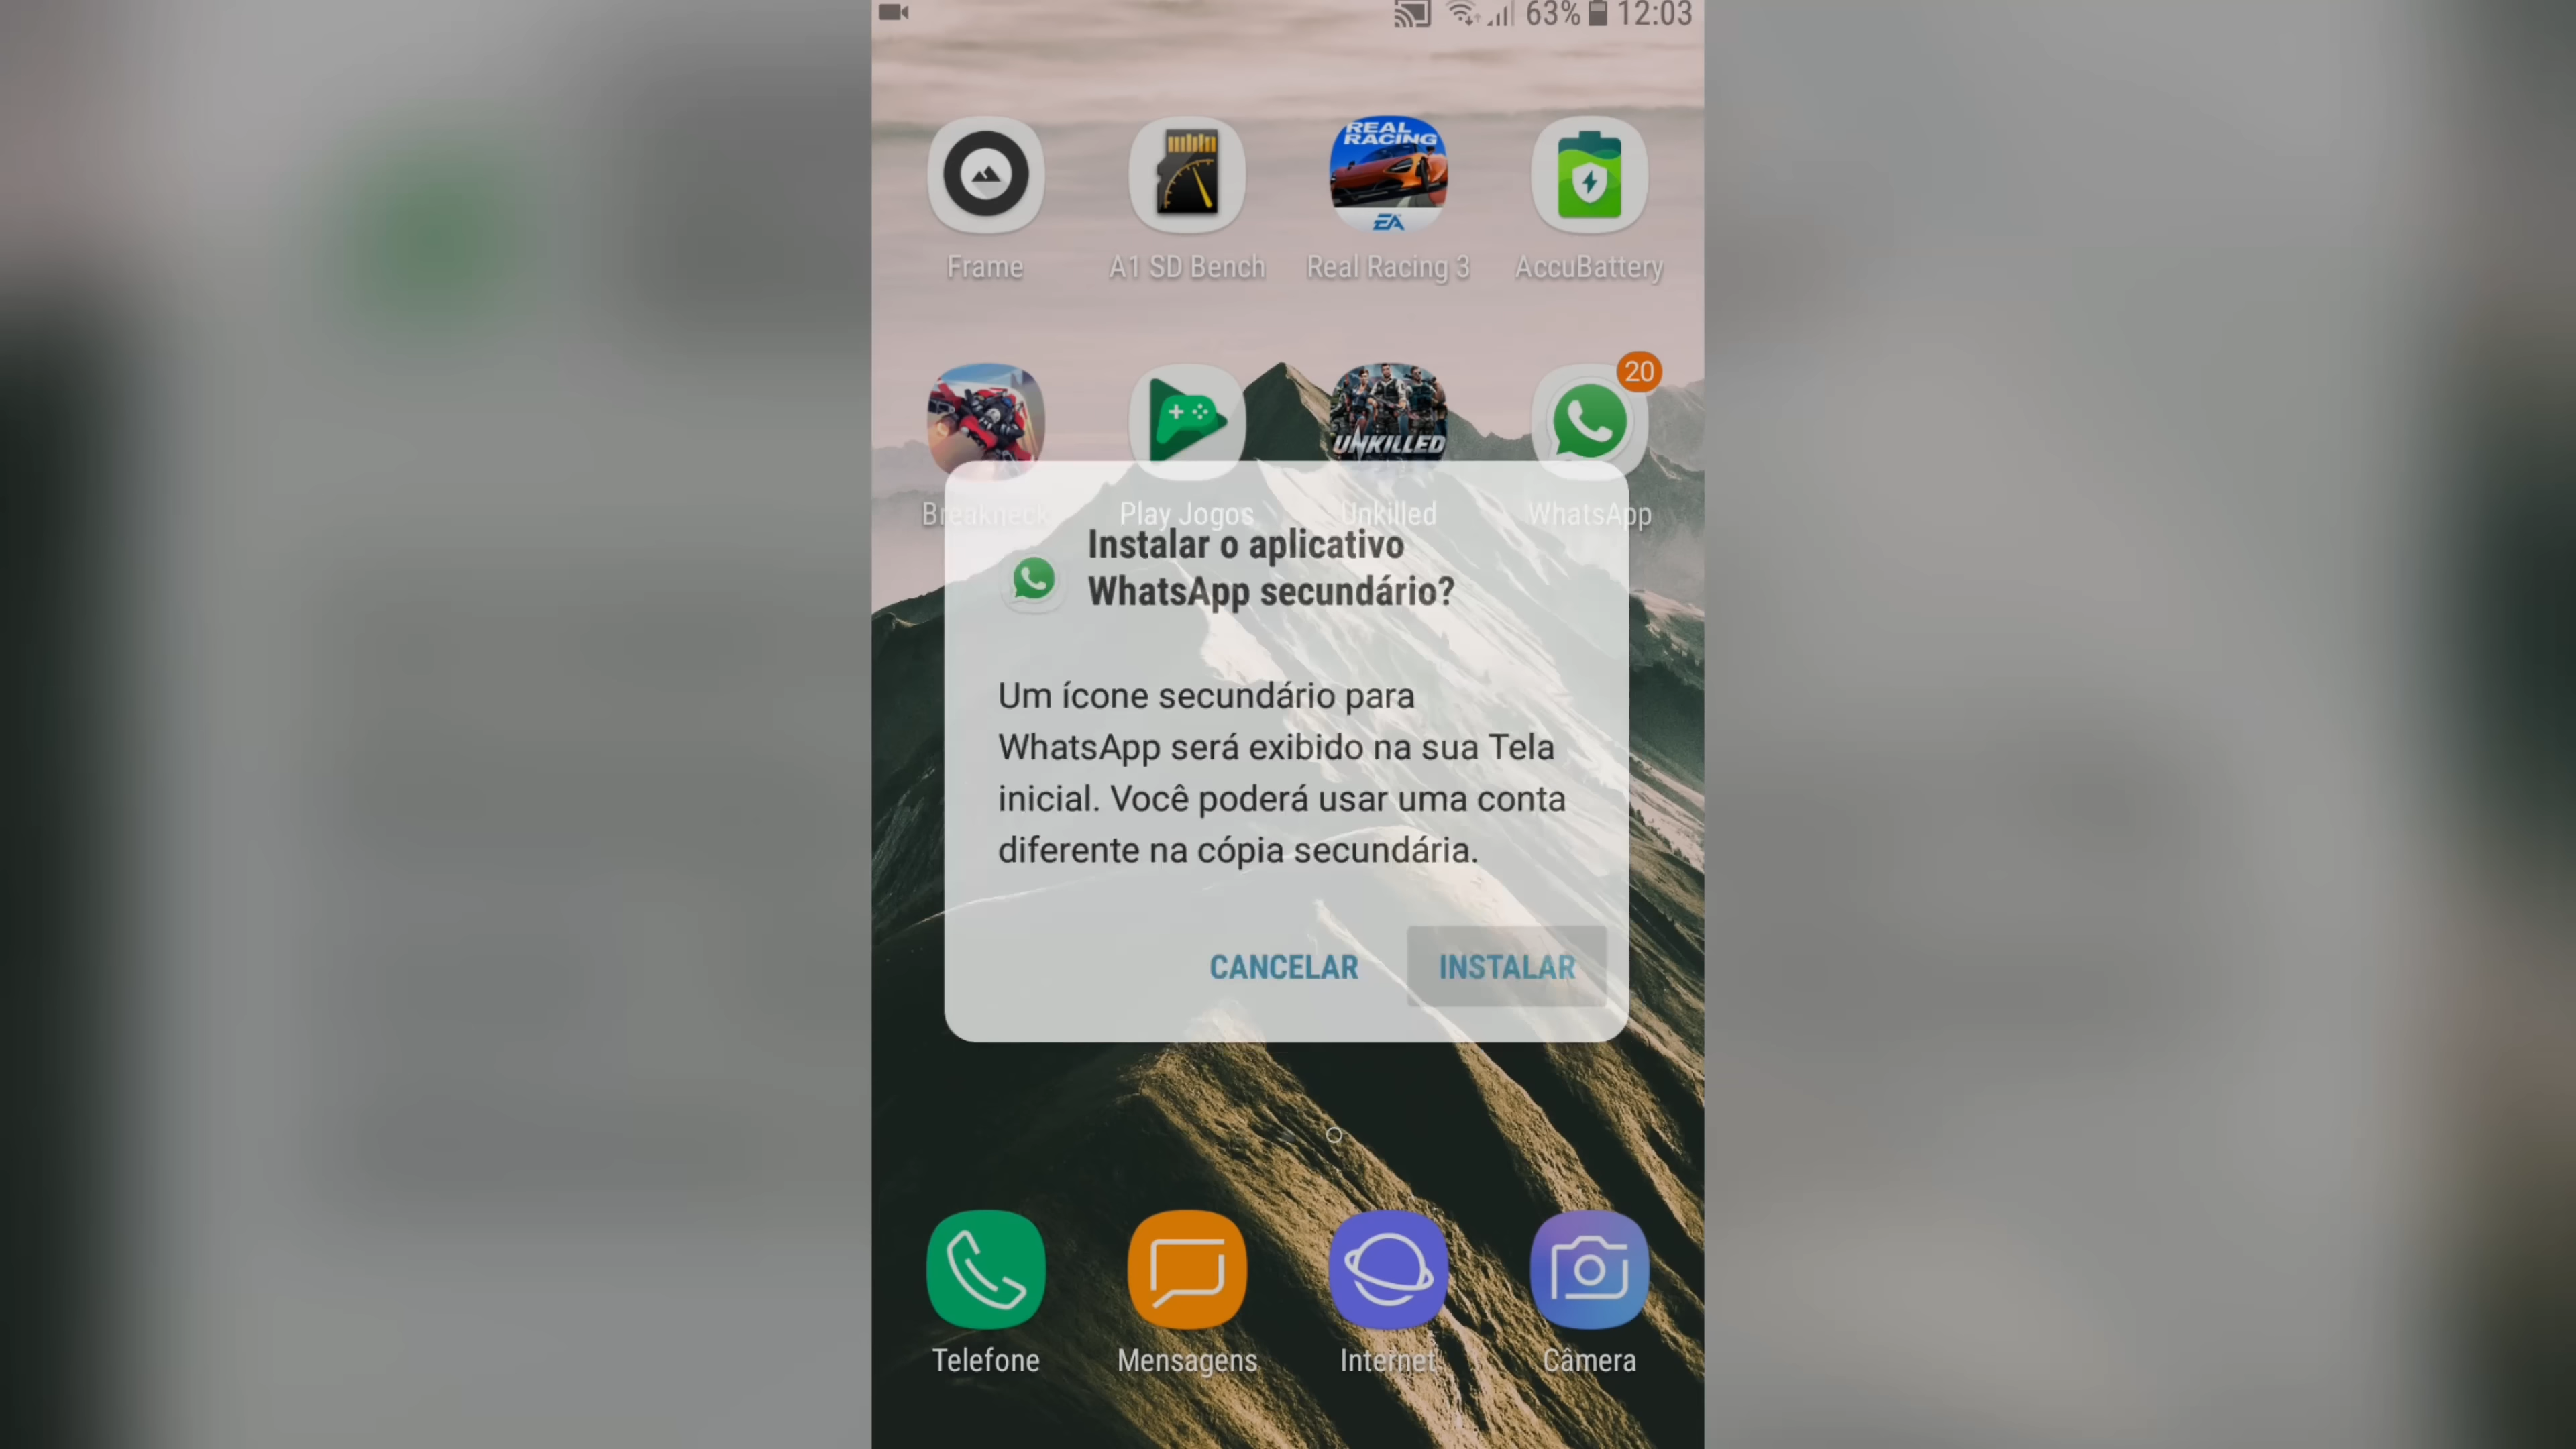 63% 12:03
REAL
RACING
EA
Frame
A1 SD Bench
Real Racing 3
AccuBattery
20
UNKILLED
Breakneck
Play Jogos
Unkilled
WhatsApp
Instalar o aplicativo
WhatsApp secundário?
Um ícone secundário para
WhatsApp será exibido na sua Tela
inicial. Você poderá usar uma conta
diferente na cópia secundária.
CANCELAR
INSTALAR
Telefone
Mensagens
Internet
Câmera